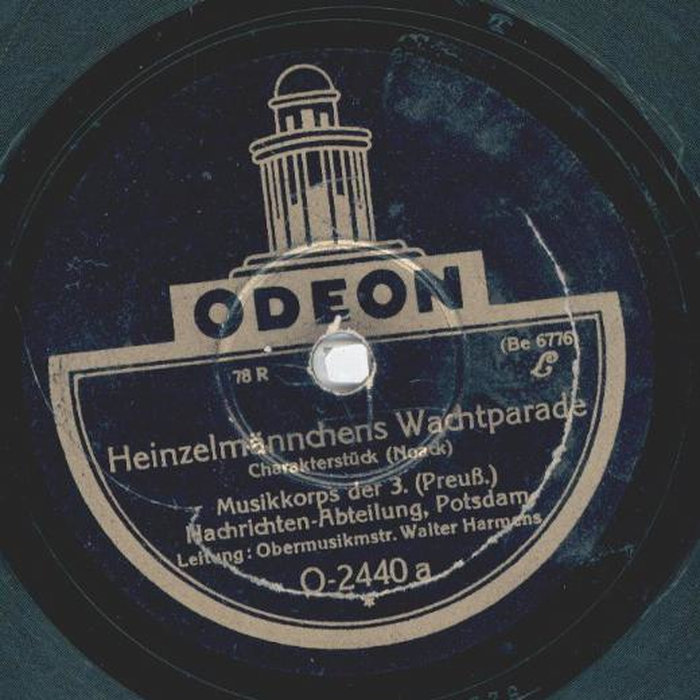 ODEON
(Be 6776)
78 R
Heinzelmännchens Wachtparade
Charakterstück (Noack)
Musikkorps der 3. (Preuß.)
Nachrichten-Abteilung, Potsdam
Leitung: Obermusikmstr. Walter Harmens
O-2440 a